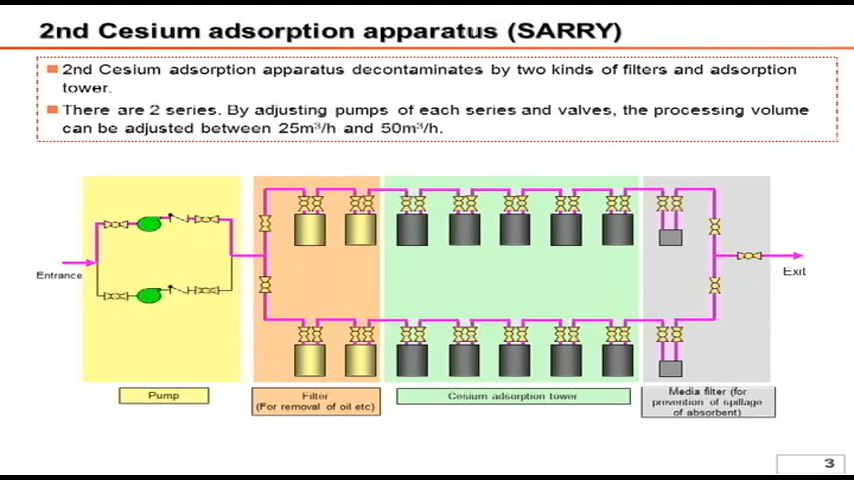 2nd Cesium adsorption apparatus (SARRY)
2nd Cesium adsorption apparatus decontaminates by two kinds of filters and adsorption
tower.
There are 2 series. By adjusting pumps of each series and valves, the processing volume
can be adjusted between 25m³/h and 50m³/h.
Entrance
Exit
Pump
Filter
(For removal of oil etc)
Cesium adsorption tower
Media filter (for
prevention of spillage
of absorbent)
3